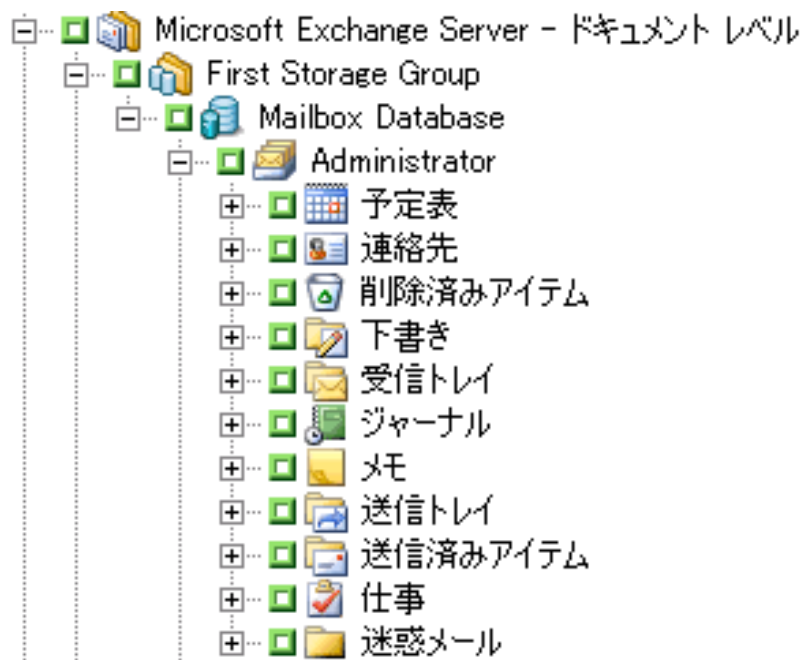 Microsoft Exchange Server - ドキュメント レベル
First Storage Group
Mailbox Database
Administrator
予定表
連絡先
削除済みアイテム
下書き
受信トレイ
ジャーナル
メモ
送信トレイ
送信済みアイテム
仕事
迷惑メール